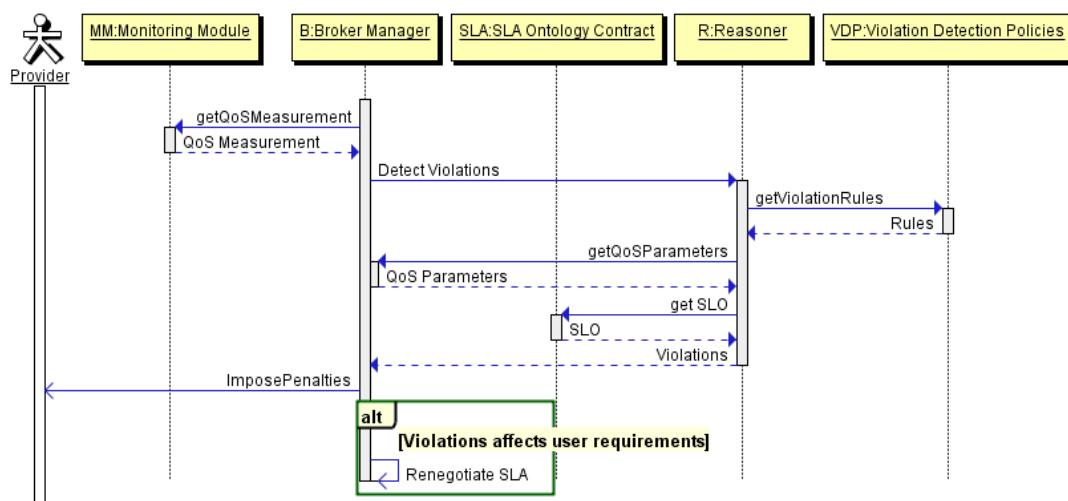 MM:Monitoring Module
B:Broker Manager
SLA:SLA Ontology Contract
R:Reasoner
VDP:Violation Detection Policies
Provider
getQoSMeasurement
QoS Measurement
Detect Violations
getViolationRules
Rules
getQoSParameters
QoS Parameters
get SLO
SLO
Violations
ImposePenalties
alt
[Violations affects user requirements]
Renegotiate SLA